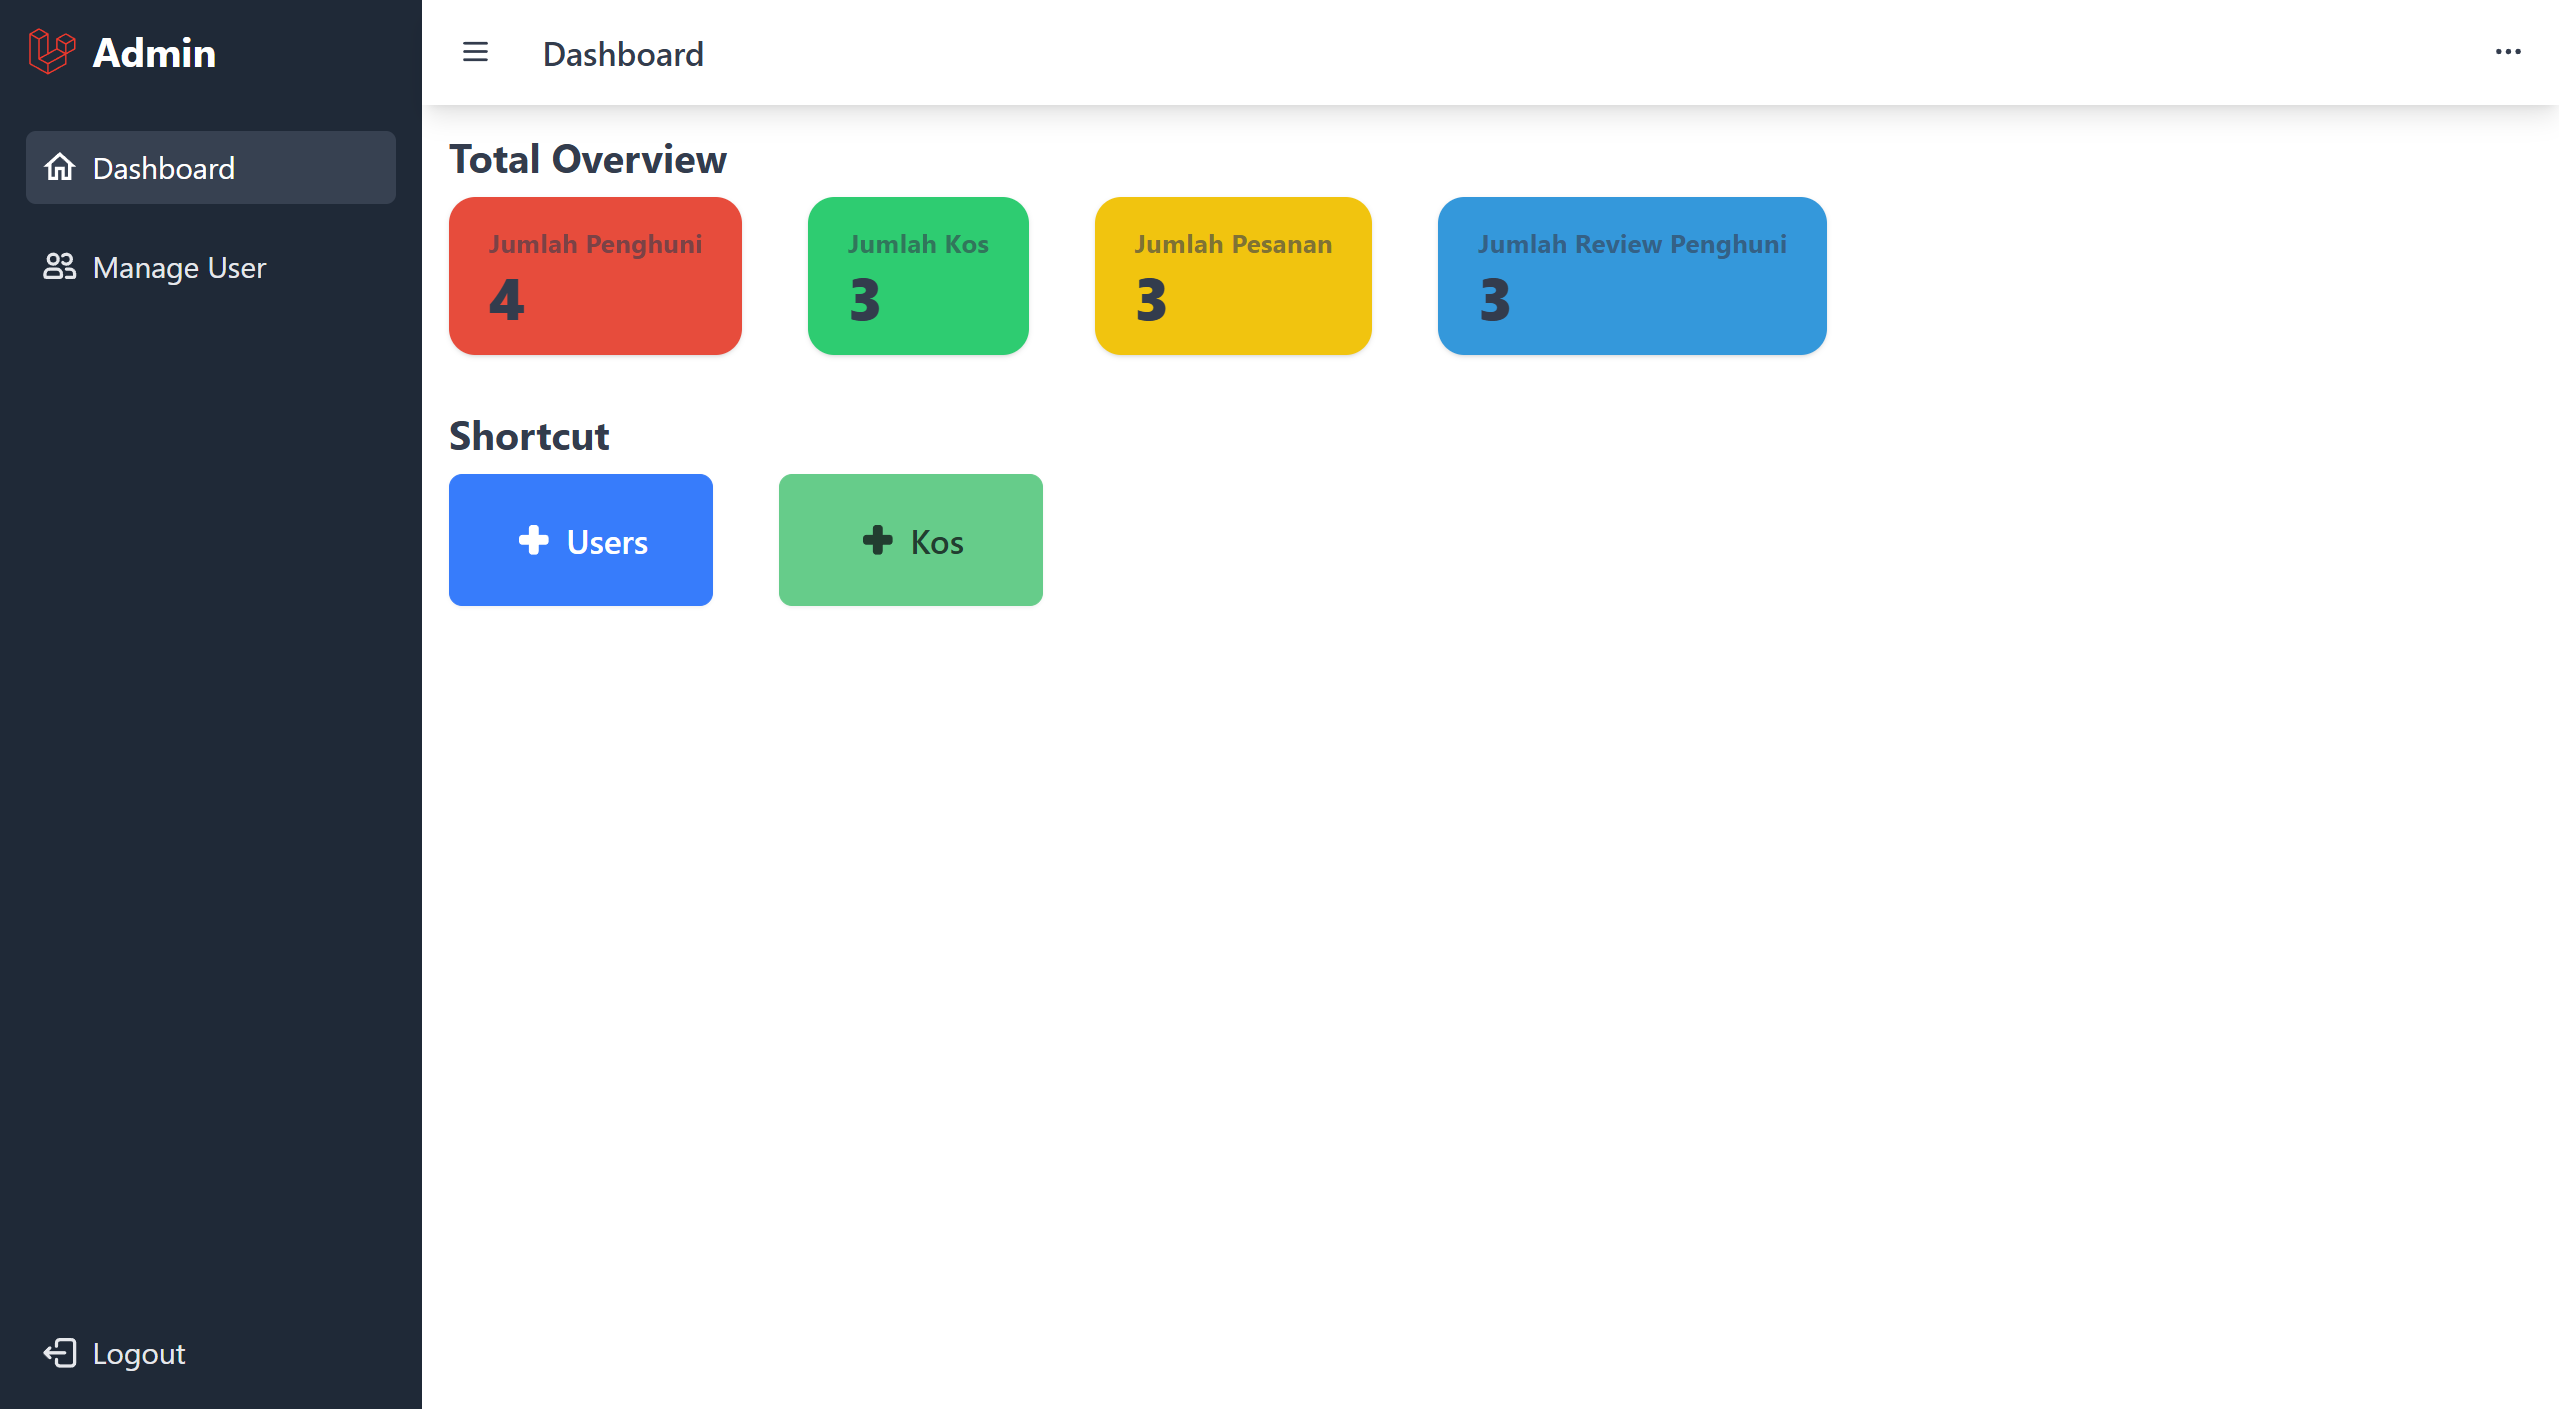 Admin
Dashboard
Manage User
Logout
Dashboard
Total Overview
Jumlah Penghuni
4
Jumlah Kos
3
Jumlah Pesanan
3
Jumlah Review Penghuni
3
Shortcut
Users
Kos